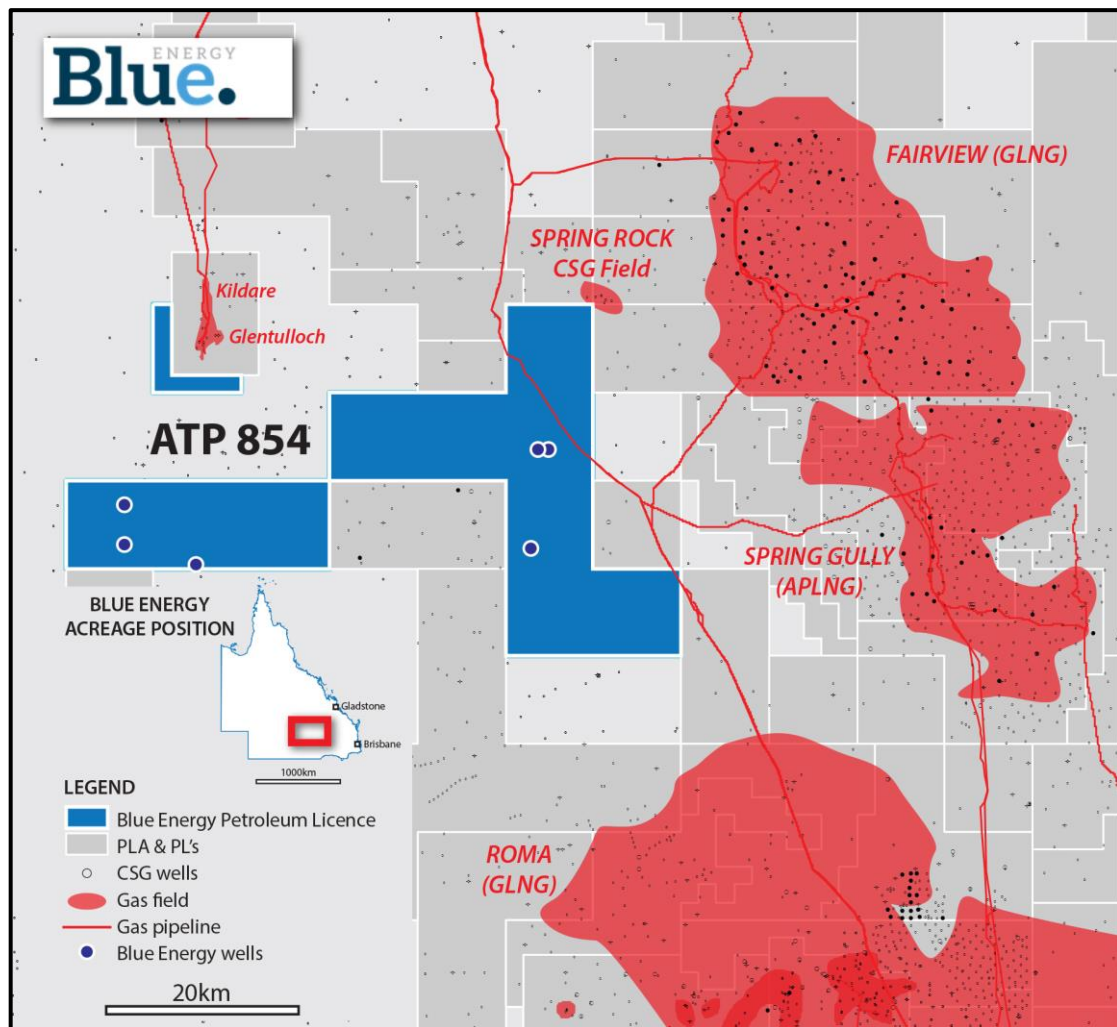 ENERGY
Blue.
FAIRVIEW (GLNG)
SPRING ROCK
CSG Field
Kildare
Glentulloch
ATP 854
SPRING GULLY
(APLNG)
BLUE ENERGY
ACREAGE POSITION
Gladstone
Brisbane
1000km
LEGEND
Blue Energy Petroleum Licence
PLA & PL's
CSG wells
Gas field
Gas pipeline
Blue Energy wells
20km
ROMA
(GLNG)